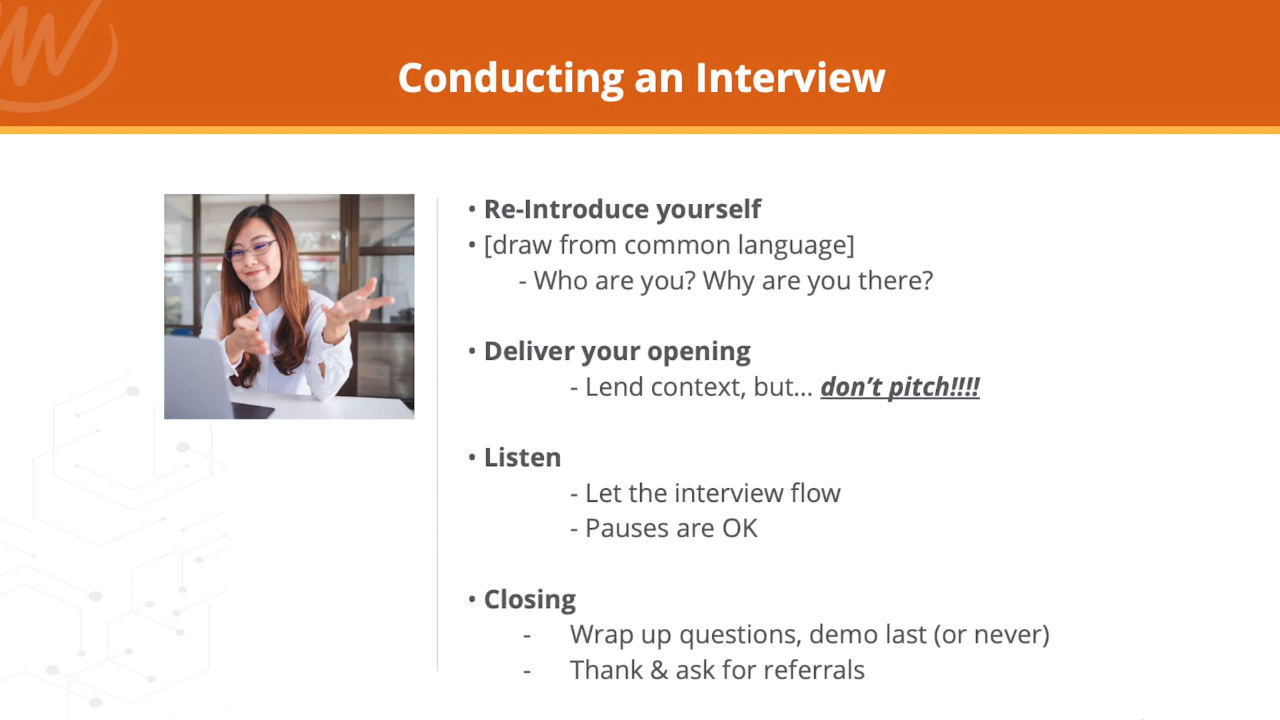 Conducting an Interview
• Re-Introduce yourself
• [draw from common language]
- Who are you? Why are you there?
• Deliver your opening
- Lend context, but... don't pitch!!!!
• Listen
- Let the interview flow
- Pauses are OK
• Closing
- Wrap up questions, demo last (or never)
- Thank & ask for referrals